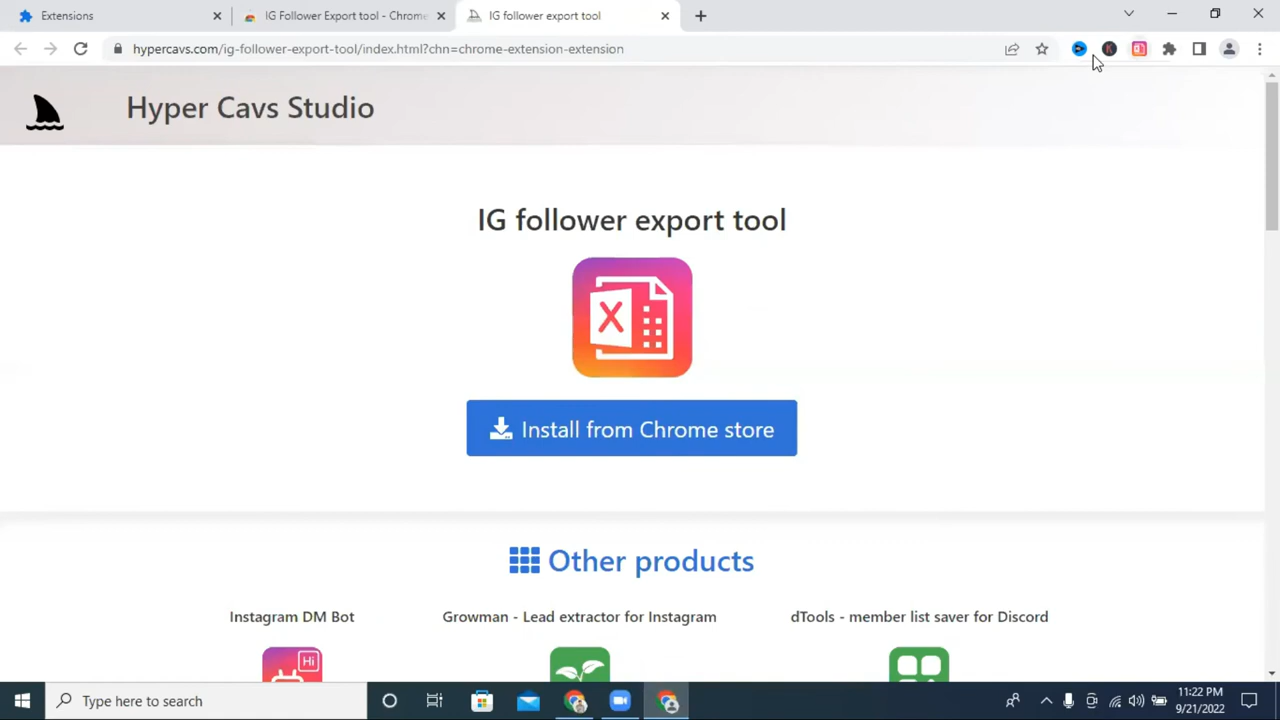 Extensions
IG Follower Export tool - Chrome
IG follower export tool
hypercavs.com/ig-follower-export-tool/index.html?chn=chrome-extension-extension
K
Hyper Cavs Studio
IG follower export tool
X
Install from Chrome store
Other products
Instagram DM Bot
Growman - Lead extractor for Instagram
dTools - member list saver for Discord
Hi
Type here to search
11:22 PM
9/21/2022